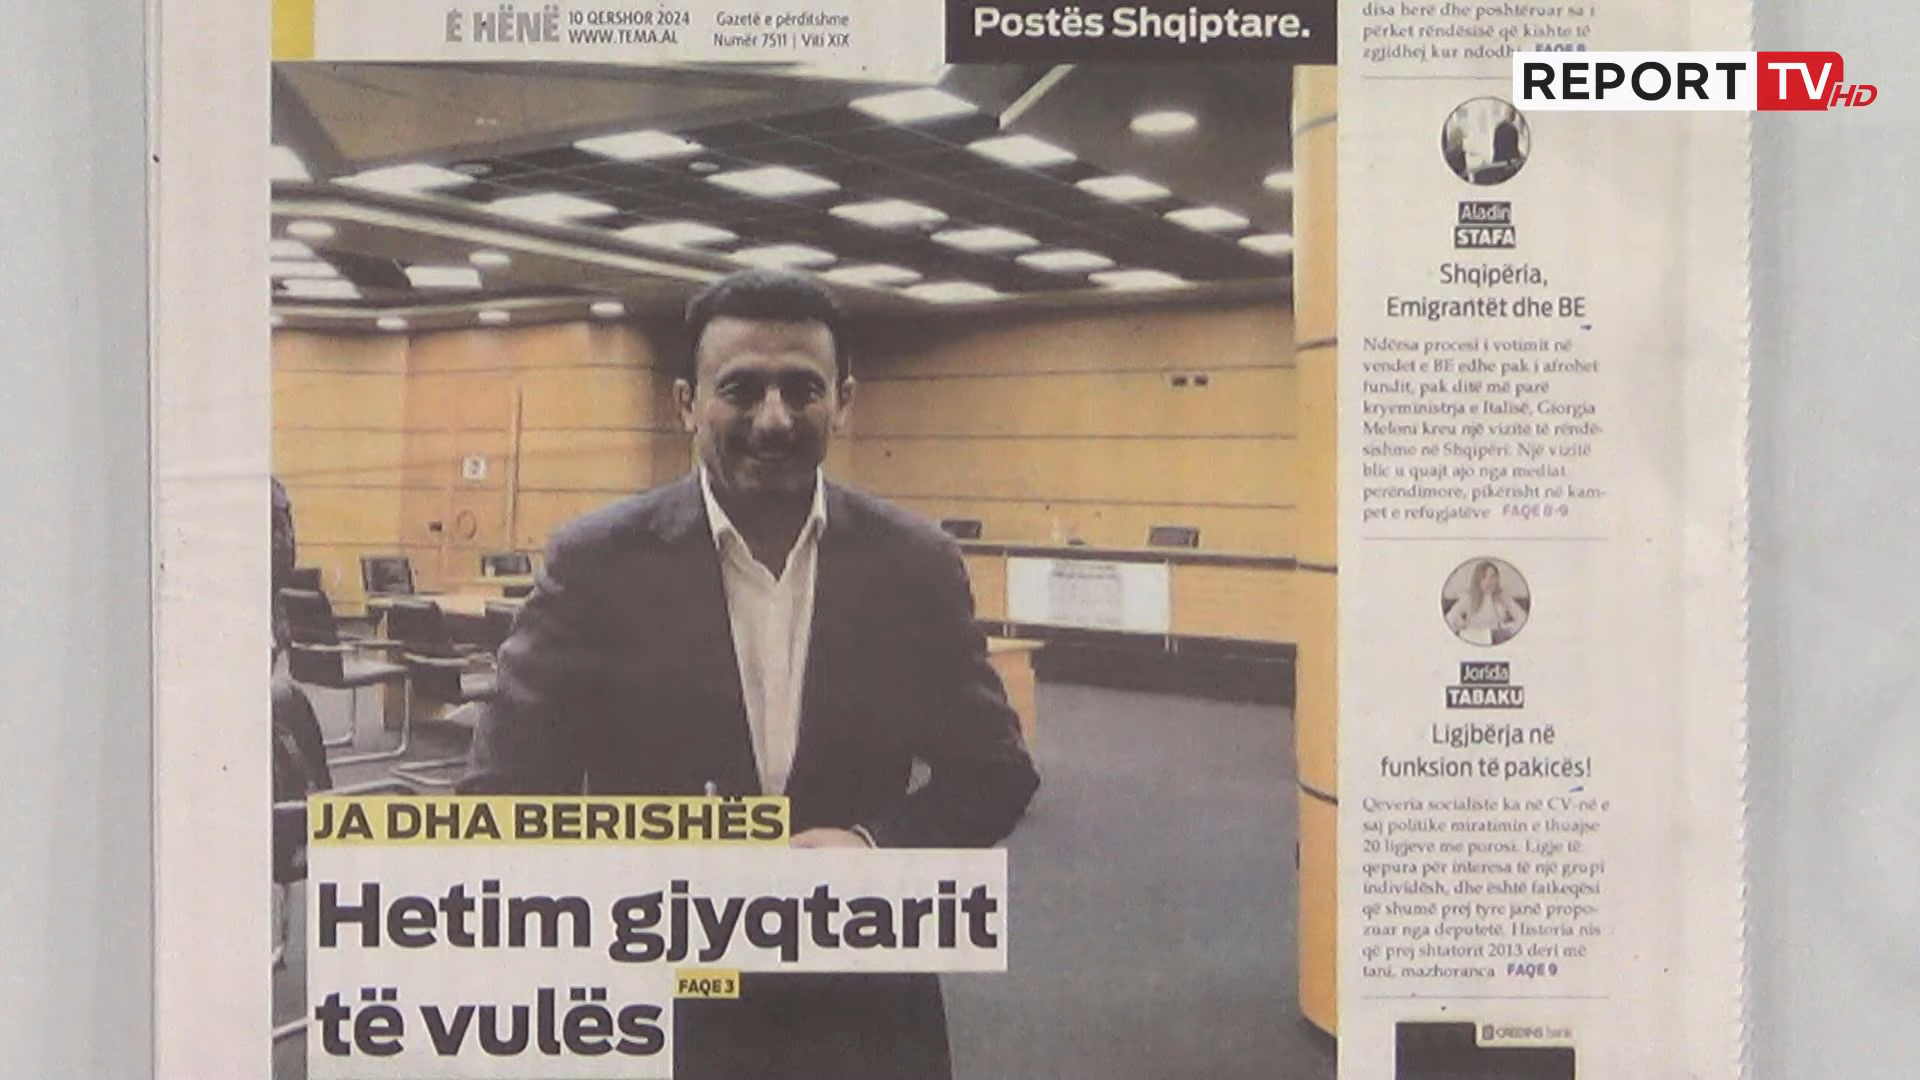 E HËNË
10 QERSHOR 2024
WWW.TEMA.AL
Gazetë e përditshme
Numër 7511 | Viti XIX
Postës Shqiptare.
disa herë dhe poshtëruar sa i
përket rëndësisë që kishte të
zgjidhej kur ndodhi FAQE 8
REPORT TV HD
Aladin
STAFA
Shqipëria,
Emigrantët dhe BE
Ndërsa procesi i votimit në
vendet e BE edhe pak i afrohet
fundit, pak ditë më parë
kryeministrja e Italisë, Giorgia
Meloni kreu një vizitë të rëndë-
sishme në Shqipëri. Një vizitë
blic u quajt ajo nga mediat
perëndimore, pikërisht në kam-
pet e refugjatëve FAQE 8-9
Jorida
TABAKU
Ligjbërja në
funksion të pakicës!
Qeveria socialiste ka në CV-në e
saj politike miratimin e thuajse
20 ligjeve me porosi. Ligje të
qepura për interesa të një grupi
individësh, dhe është fatkeqësi
që shumë prej tyre janë propo-
zuar nga deputetë. Historia nis
që prej shtatorit 2013 deri më
tani, mazhoranca FAQE 9
CREDINS bank
JA DHA BERISHËS
Hetim gjyqtarit
të vulës
FAQE 3